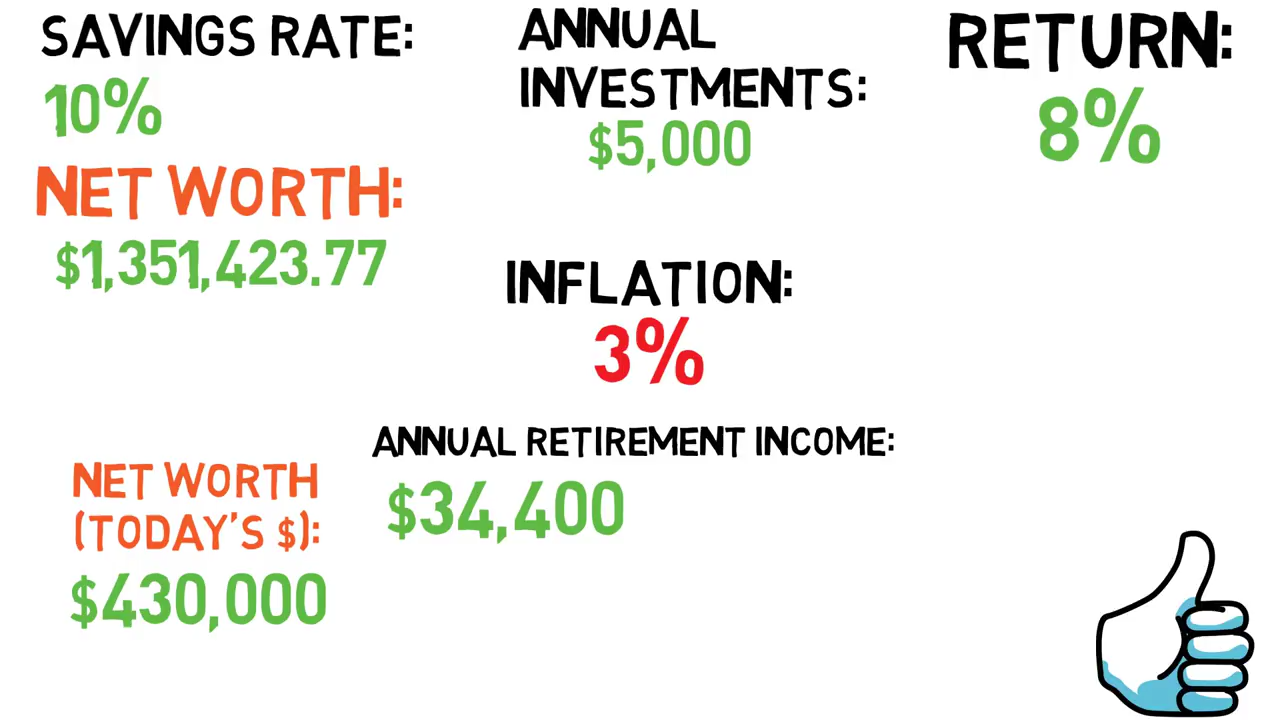 SAVINGS RATE:
10%
ANNUAL
INVESTMENTS:
$5,000
RETURN:
8%
NET WORTH:
$1,351,423.77
INFLATION:
3%
ANNUAL RETIREMENT INCOME:
$34,400
NET WORTH
(TODAY'S $):
$430,000